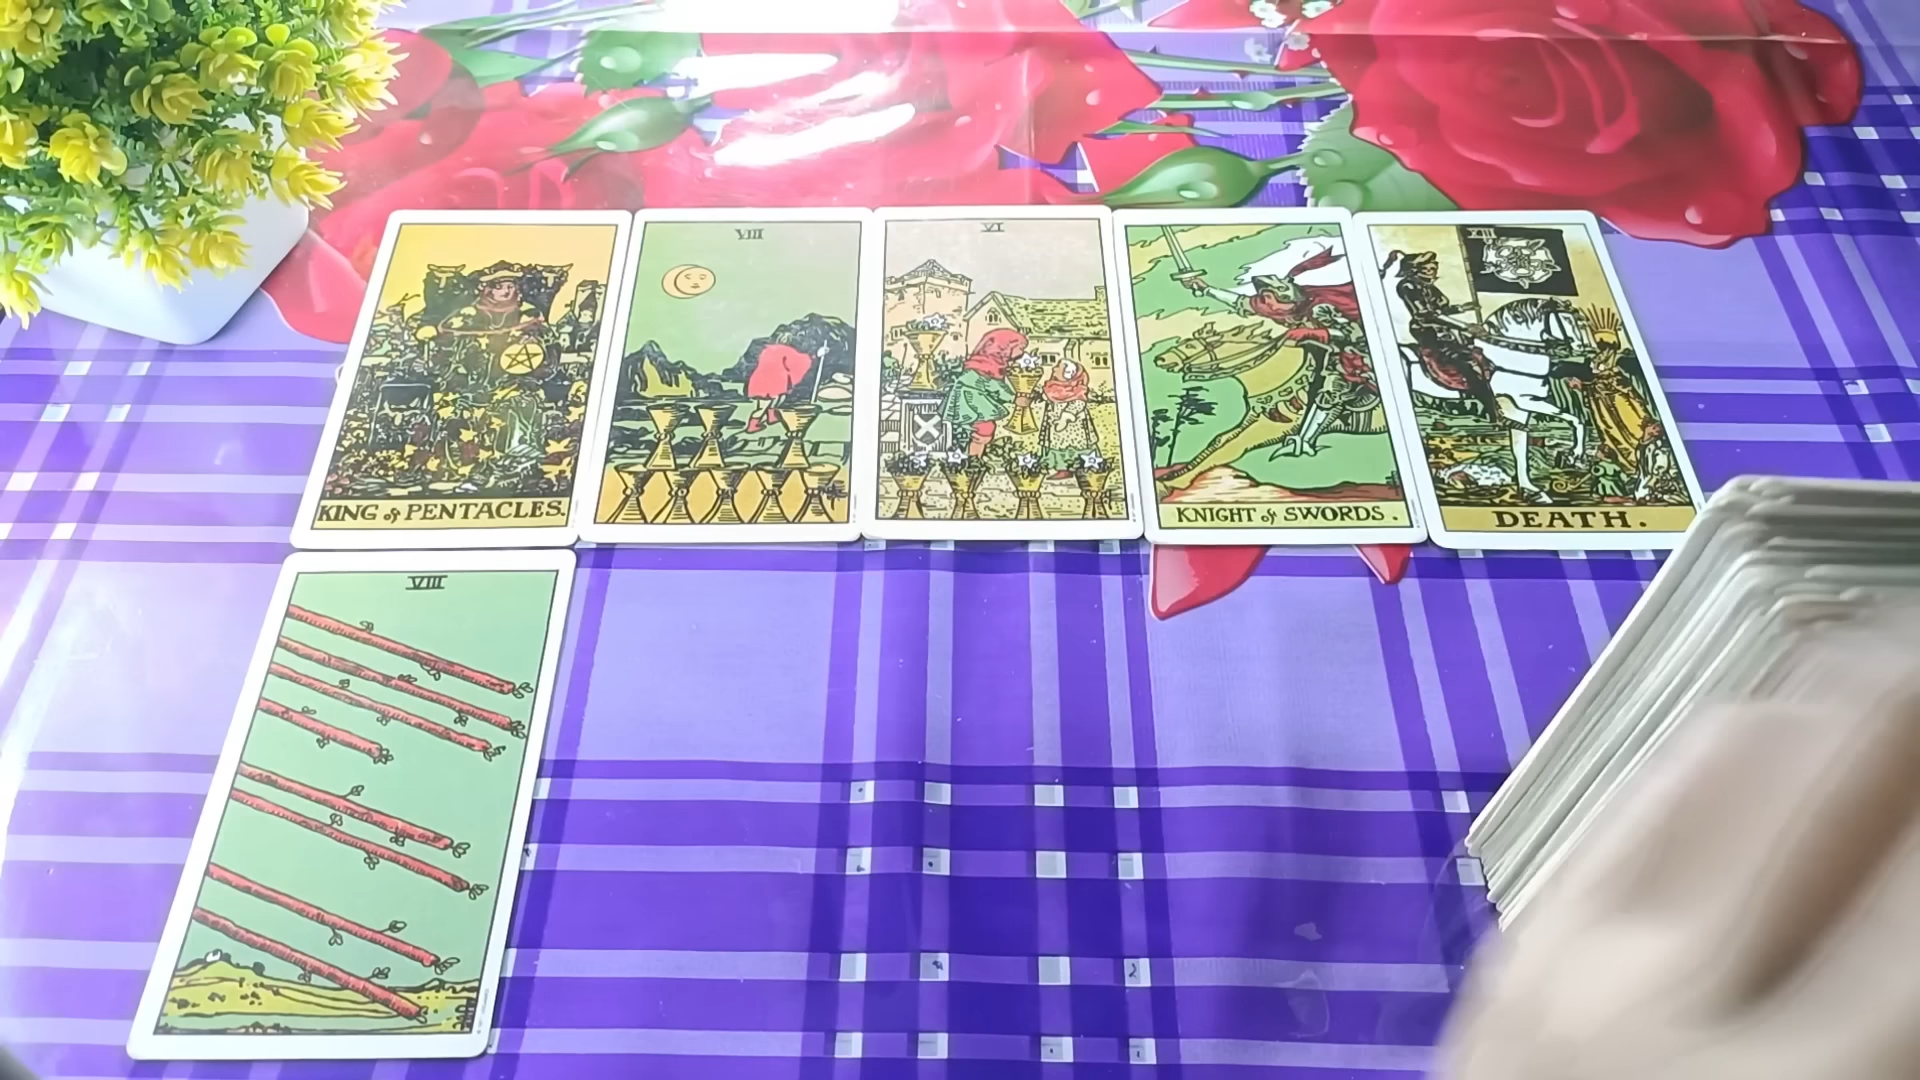 VIII
VI
XIII
KING of PENTACLES.
KNIGHT of SWORDS.
DEATH.
VIII